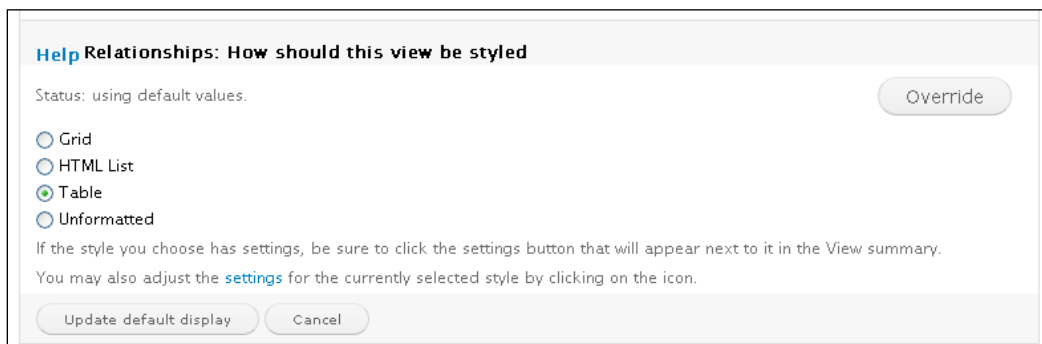 Help Relationships: How should this view be styled
Status: using default values.
Override
Grid
HTML List
Table
Unformatted
If the style you choose has settings, be sure to click the settings button that will appear next to it in the View summary.
You may also adjust the settings for the currently selected style by clicking on the icon.
Update default display Cancel